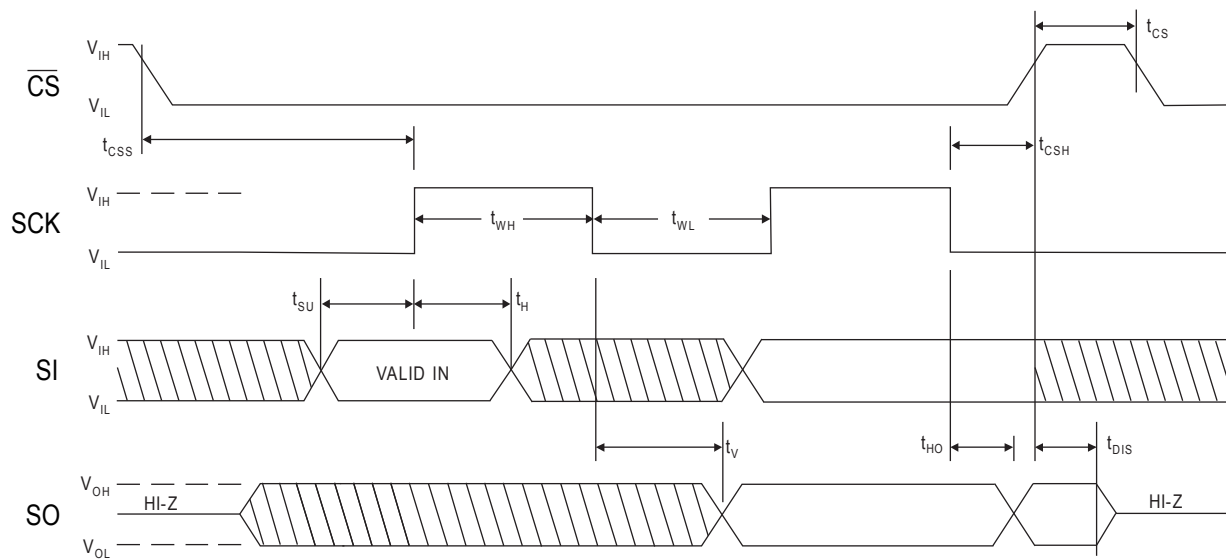 t_CS
V_IH
C̅S̅
V_IL
t_CSS
t_CSH
V_IH
SCK
t_WH
t_WL
V_IL
t_SU
t_H
V_IH
SI
VALID IN
V_IL
t_V
t_HO
t_DIS
V_OH
HI-Z
HI-Z
SO
V_OL